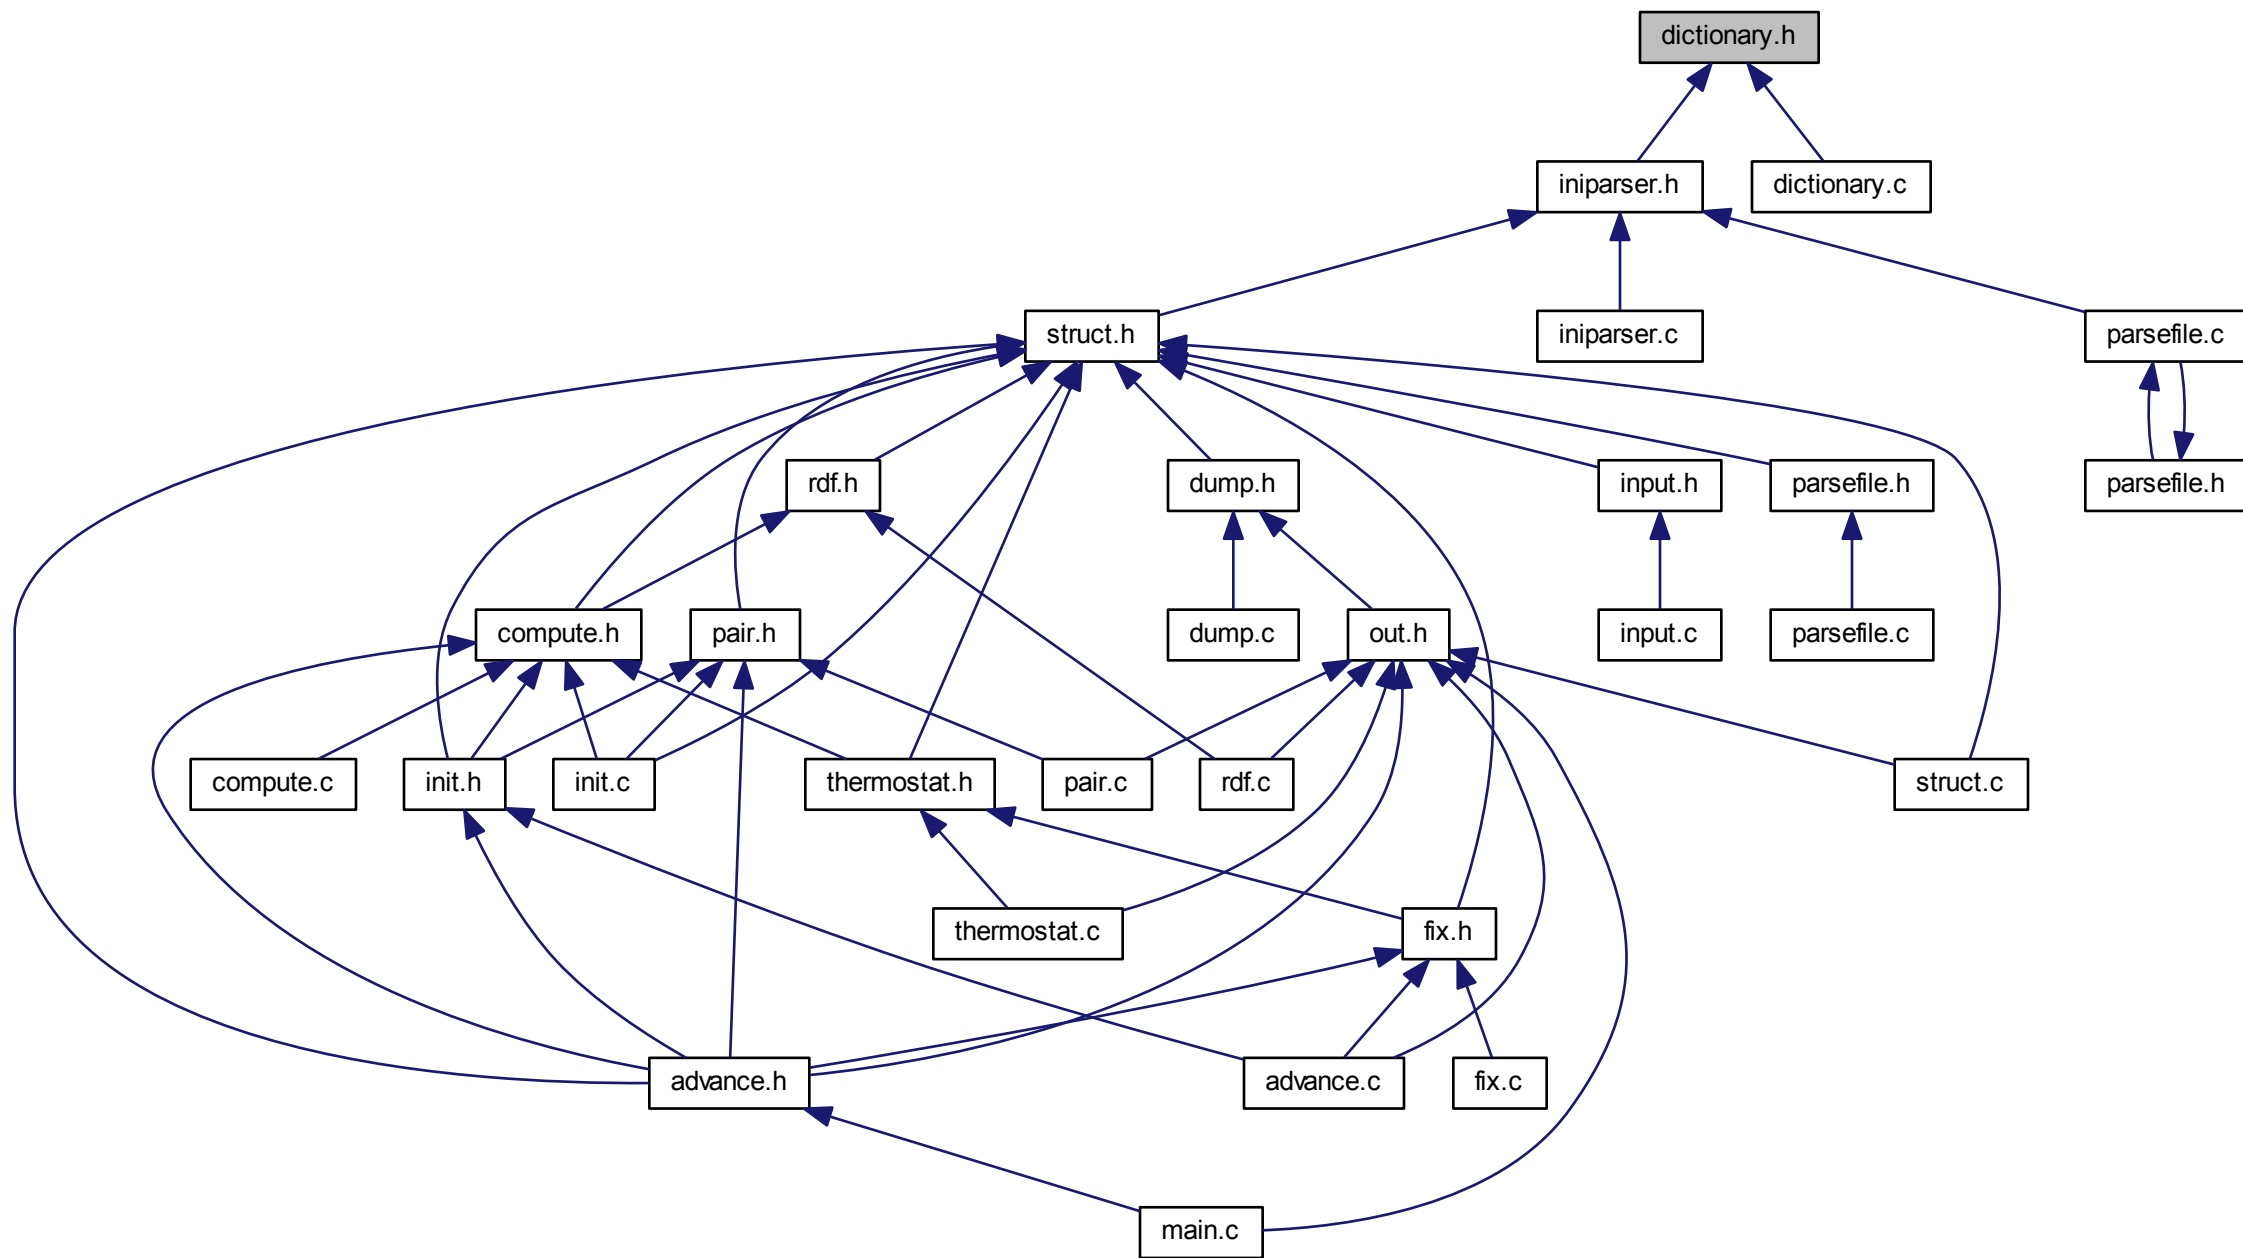 dictionary.h
iniparser.h
dictionary.c
struct.h
iniparser.c
parsefile.c
rdf.h
dump.h
input.h
parsefile.h
parsefile.h
compute.h
pair.h
dump.c
out.h
input.c
parsefile.c
compute.c
init.h
init.c
thermostat.h
pair.c
rdf.c
struct.c
thermostat.c
fix.h
advance.h
advance.c
fix.c
main.c